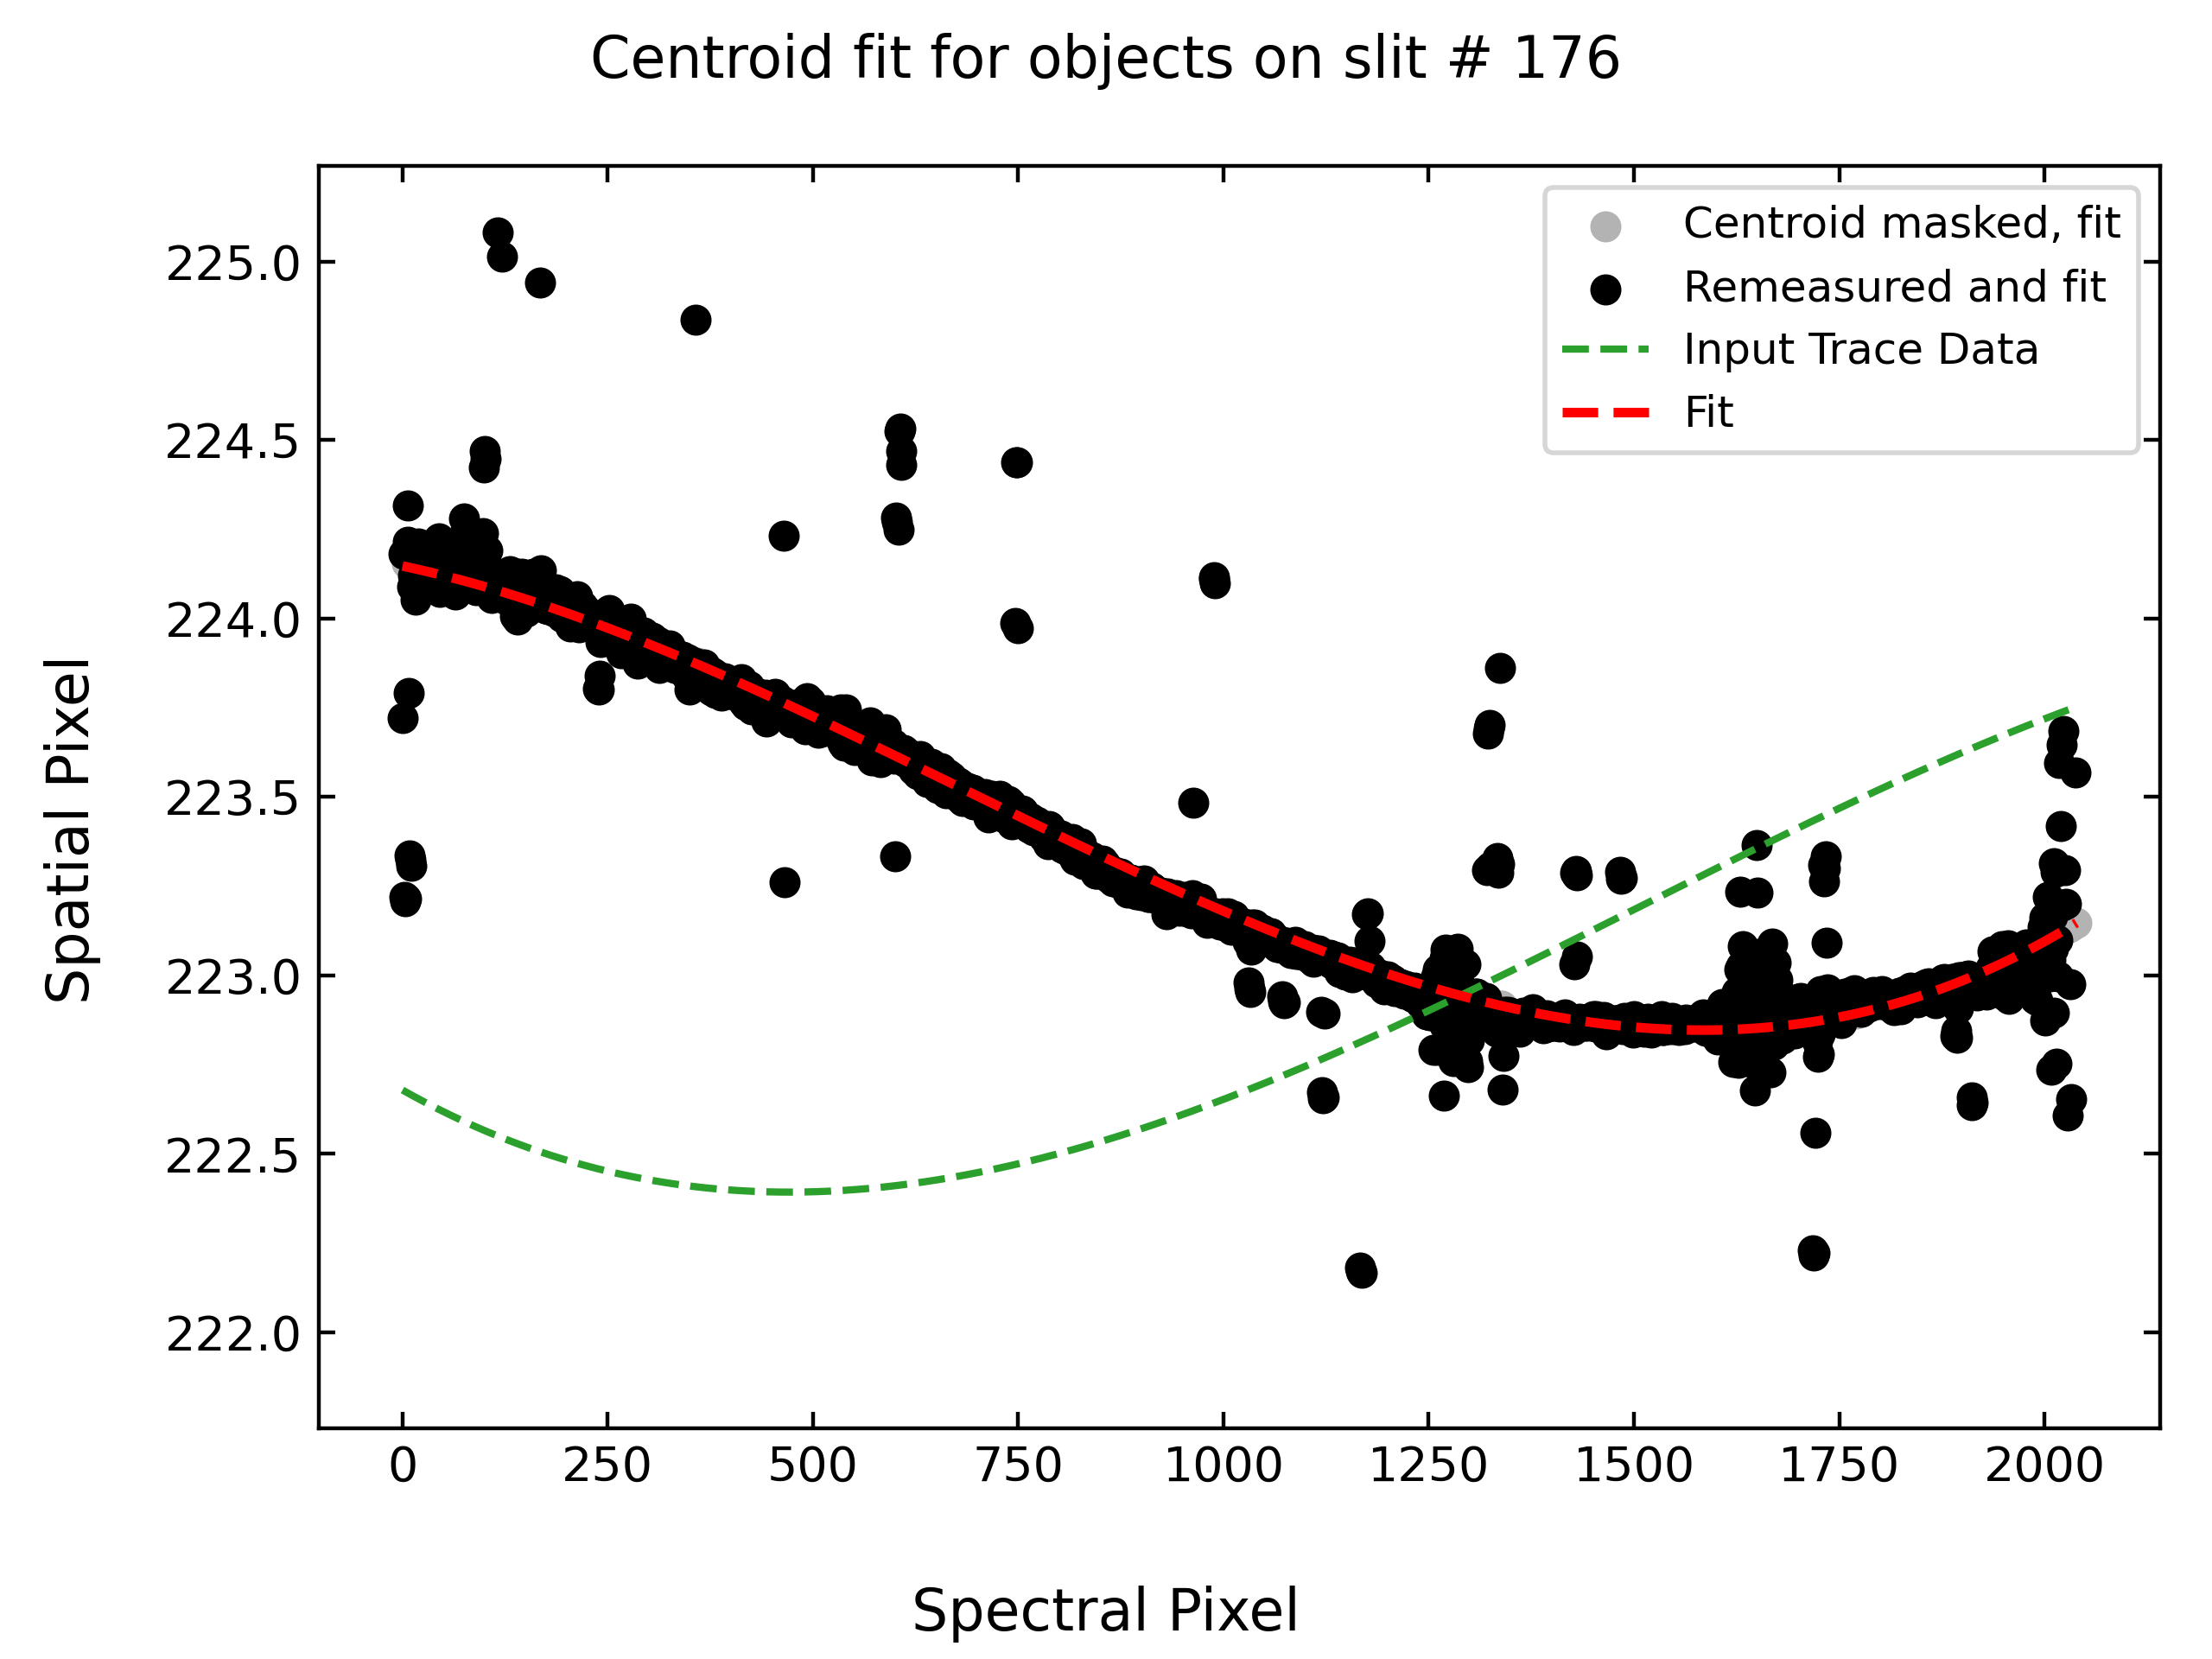 Centroid fit for objects on slit # 176
Centroid masked, fit
Remeasured and fit
Input Trace Data
Fit
225.0
224.5
224.0
223.5
223.0
222.5
222.0
Spatial Pixel
0 250 500 750 1000 1250 1500 1750 2000
Spectral Pixel